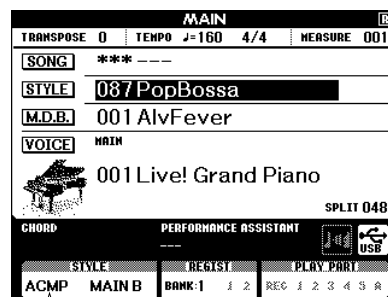 MAIN
TRANSPOSE 0 TEMPO ♩=160 4/4 MEASURE 001
SONG *** ---
STYLE 087 PopBossa
M.D.B. 001 AlvFever
VOICE MAIN
001 Live! Grand Piano
SPLIT 048
CHORD PERFORMANCE ASSISTANT
---
USB
STYLE REGIST PLAY PART
ACMP MAIN B BANK:1 1 2 REC 1 2 3 4 5 A